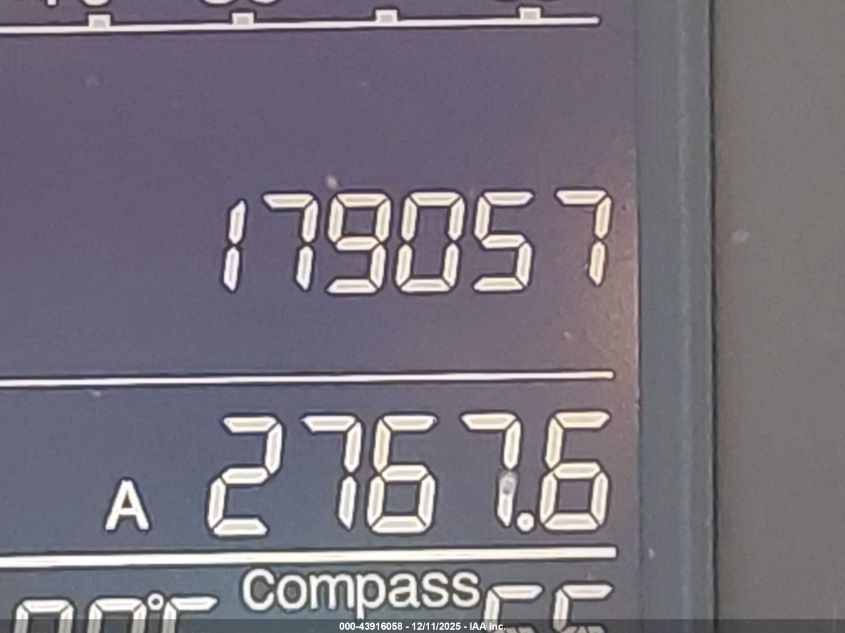 179057
A 2767.6
Compass
000-43916058 - 12/11/2025 - IAA Inc.